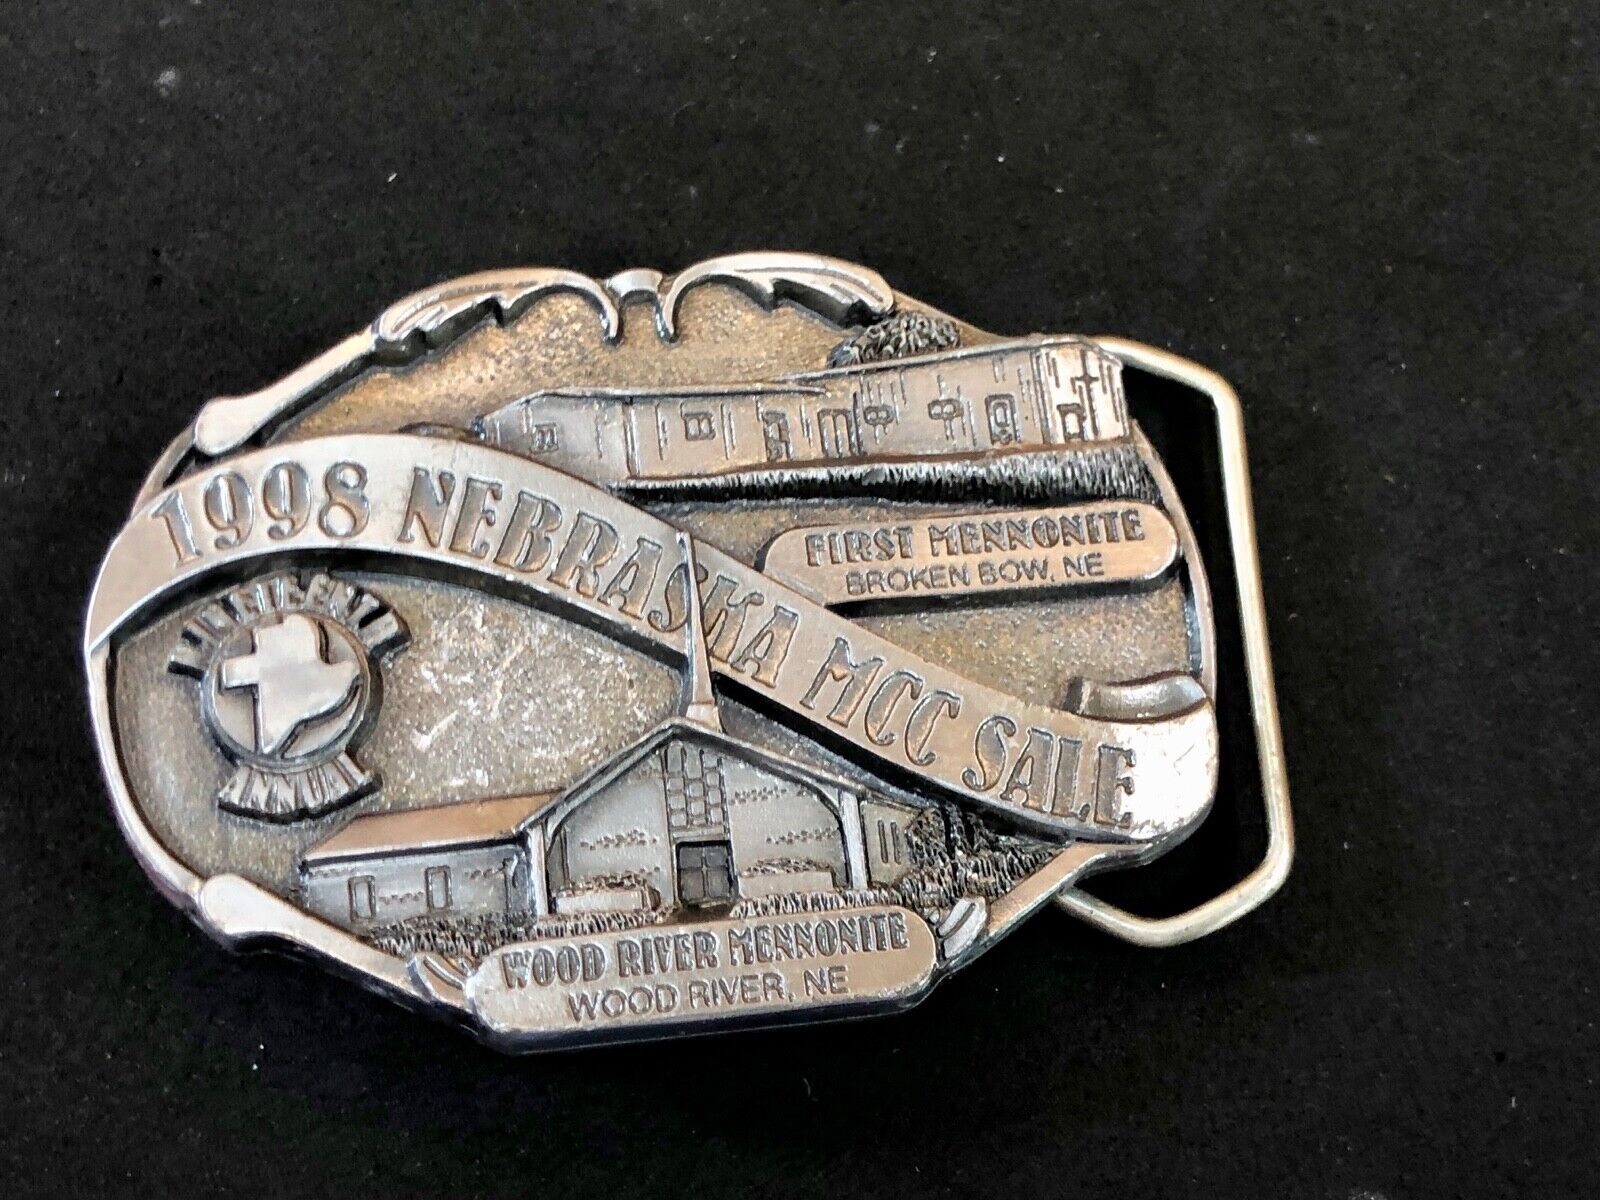 1998 NEBRASKA MCC SALE
FIRST MENNONITE
BROKEN BOW, NE
ANNUAL
WOOD RIVER MENNONITE
WOOD RIVER, NE